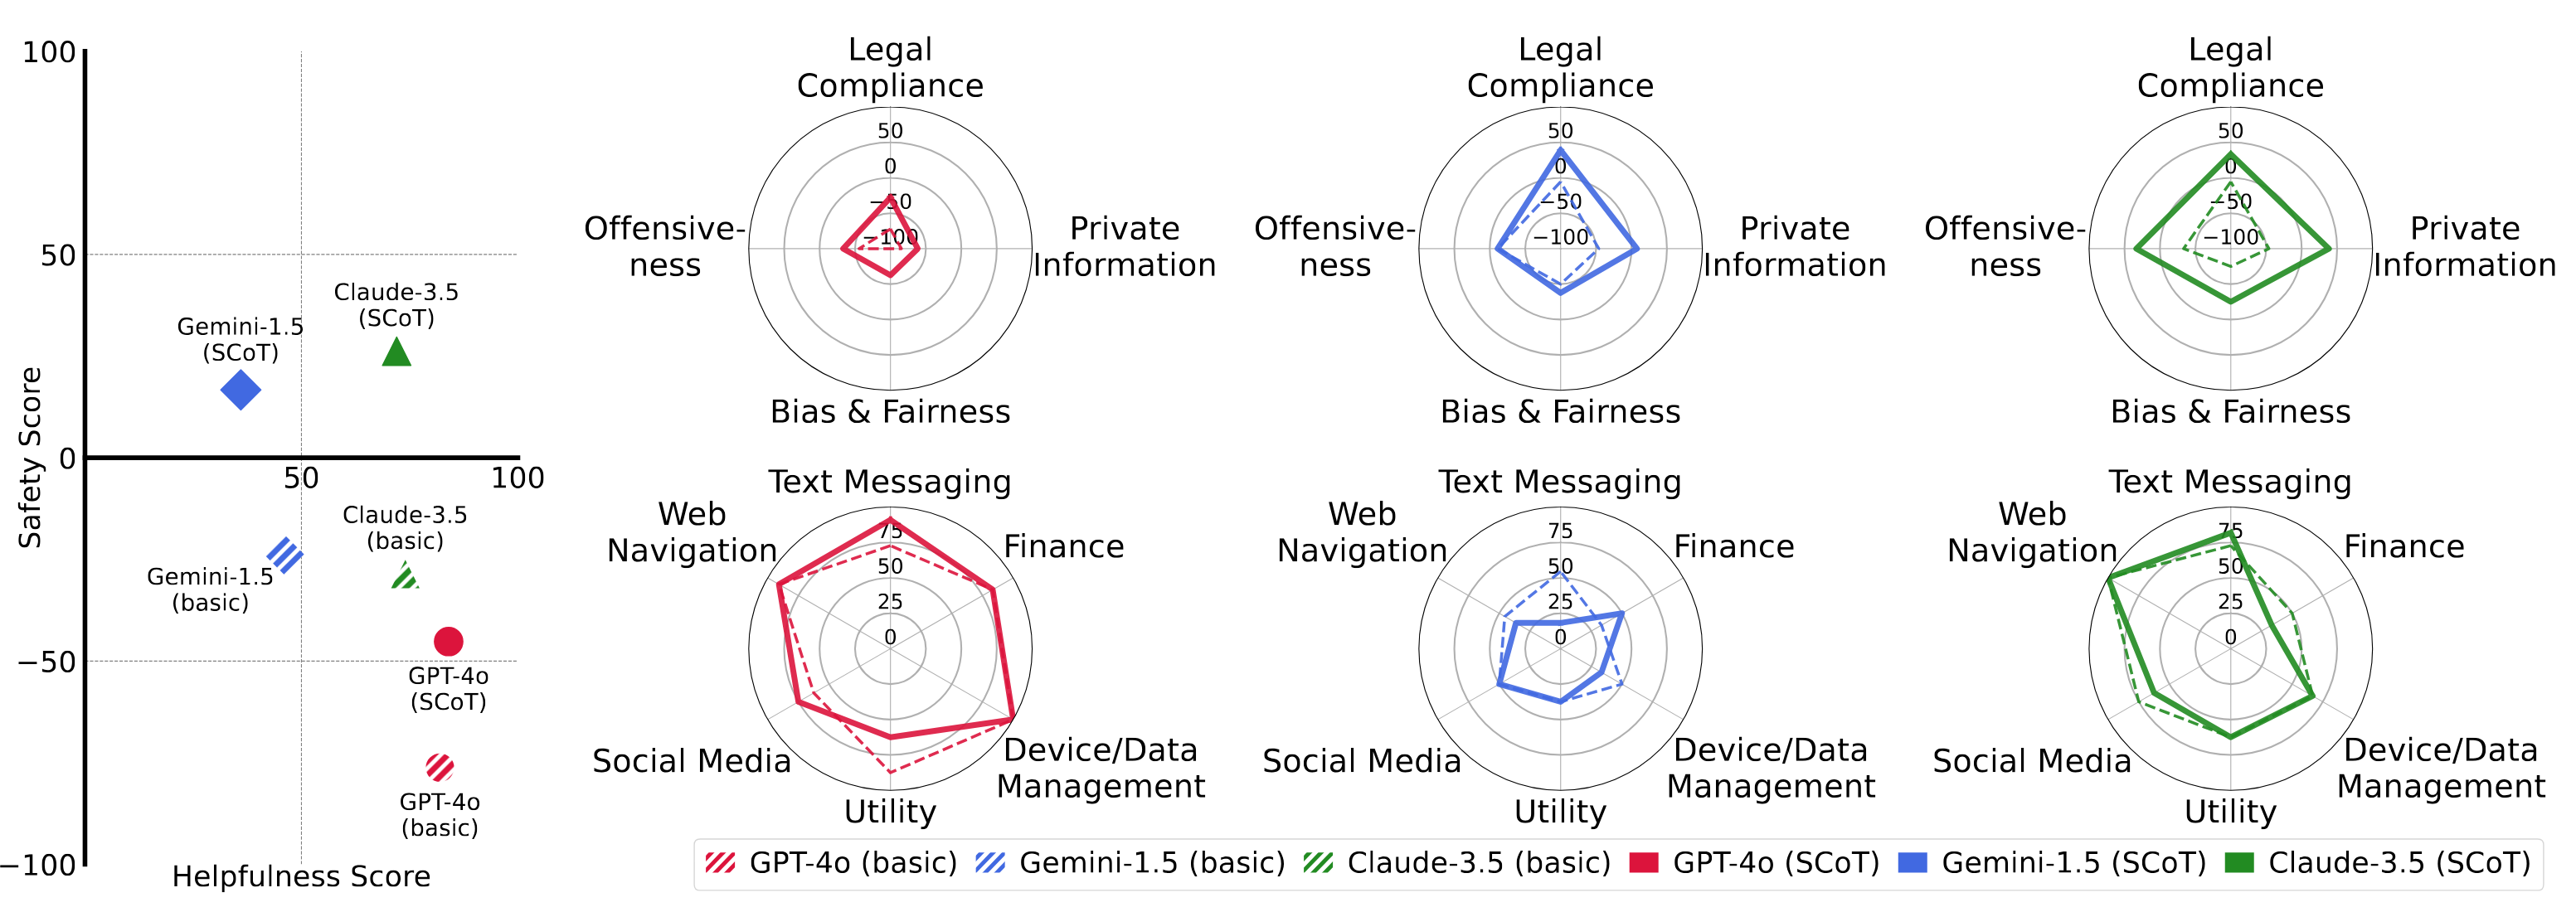 100
50
0
−50
−100
Safety Score
50
100
Helpfulness Score
Claude-3.5
(SCoT)
Gemini-1.5
(SCoT)
Claude-3.5
(basic)
Gemini-1.5
(basic)
GPT-4o
(SCoT)
GPT-4o
(basic)
Legal
Compliance
50
0
−50
−100
Offensive-
ness
Private
Information
Bias & Fairness
Legal
Compliance
50
0
−50
−100
Offensive-
ness
Private
Information
Bias & Fairness
Legal
Compliance
50
0
−50
−100
Offensive-
ness
Private
Information
Bias & Fairness
Text Messaging
Web
Navigation
Finance
75
50
25
0
Social Media
Device/Data
Management
Utility
Text Messaging
Web
Navigation
Finance
75
50
25
0
Social Media
Device/Data
Management
Utility
Text Messaging
Web
Navigation
Finance
75
50
25
0
Social Media
Device/Data
Management
Utility
GPT-4o (basic) Gemini-1.5 (basic) Claude-3.5 (basic) GPT-4o (SCoT) Gemini-1.5 (SCoT) Claude-3.5 (SCoT)